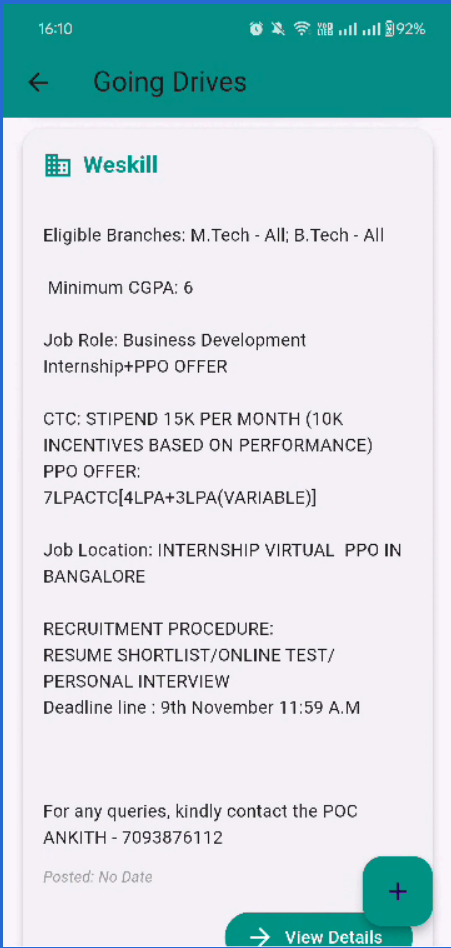 16:10
VoD LTE 92%
Going Drives
Weskill
Eligible Branches: M.Tech - All; B.Tech - All
Minimum CGPA: 6
Job Role: Business Development
Internship+PPO OFFER
CTC: STIPEND 15K PER MONTH (10K
INCENTIVES BASED ON PERFORMANCE)
PPO OFFER:
7LPACTC[4LPA+3LPA(VARIABLE)]
Job Location: INTERNSHIP VIRTUAL  PPO IN
BANGALORE
RECRUITMENT PROCEDURE:
RESUME SHORTLIST/ONLINE TEST/
PERSONAL INTERVIEW
Deadline line : 9th November 11:59 A.M
For any queries, kindly contact the POC
ANKITH - 7093876112
Posted: No Date
+
View Details